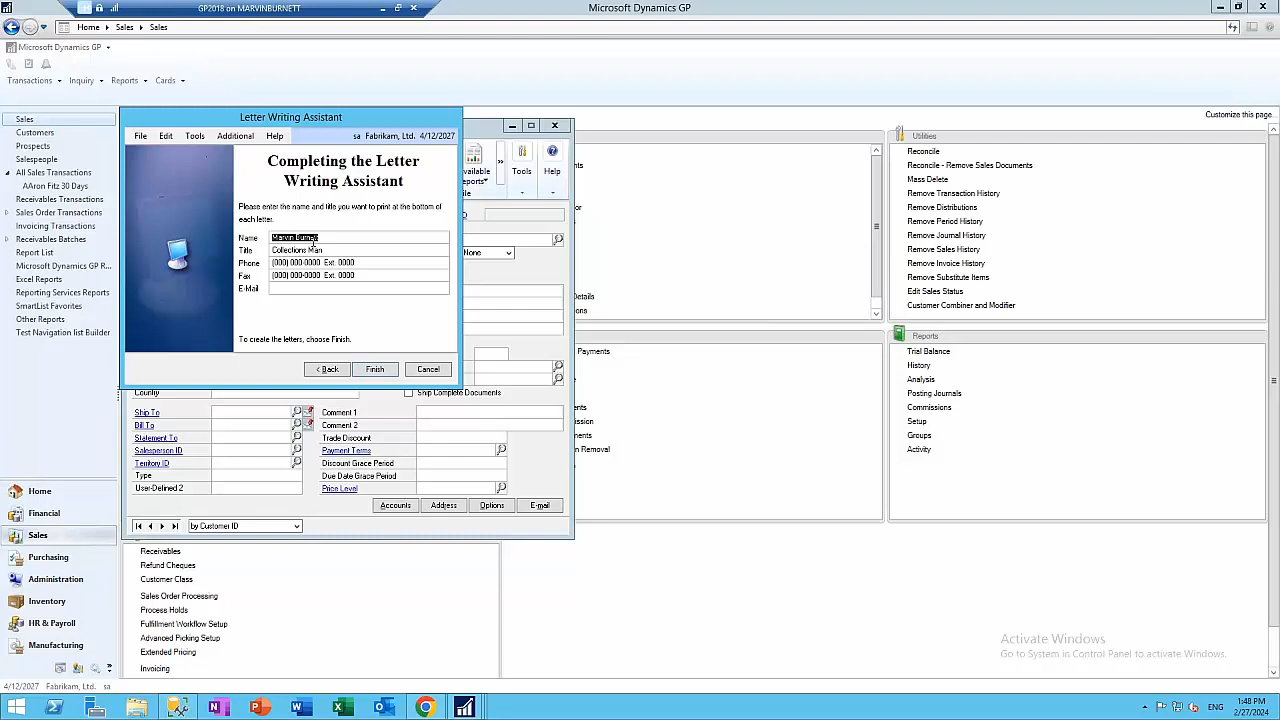 GP2018 on MARVINBURNETT
Microsoft Dynamics GP
Home
Sales
Sales
Microsoft Dynamics GP
Transactions
Inquiry
Reports
Cards
Customize this page...
Sales
Customers
Prospects
Salespeople
All Sales Transactions
AAron Fitz 30 Days
Receivables Transactions
Sales Order Transactions
Invoicing Transactions
Receivables Batches
Report List
Microsoft Dynamics GP R...
Excel Reports
Reporting Services Reports
SmartList Favorites
Other Reports
Test Navigation list Builder
Home
Financial
Sales
Purchasing
Administration
Inventory
HR & Payroll
Manufacturing
Letter Writing Assistant
File
Edit
Tools
Additional
Help
sa Fabrikam, Ltd. 4/12/2027
Completing the Letter
Writing Assistant
Please enter the name and title you want to print at the bottom of
each letter.
Name
Marvin Burnett
Title
Collections Man
Phone
(000) 000-0000 Ext. 0000
Fax
(000) 000-0000 Ext. 0000
E-Mail
To create the letters, choose Finish.
< Back
Finish
Cancel
Tools
Help
None
Country
Ship Complete Documents
Ship To
Bill To
Statement To
Salesperson ID
Territory ID
Type
User-Defined 2
Comment 1
Comment 2
Trade Discount
Payment Terms
Discount Grace Period
Due Date Grace Period
Price Level
Accounts
Address
Options
E-mail
by Customer ID
Payments
Receivables
Refund Cheques
Customer Class
Sales Order Processing
Process Holds
Fulfillment Workflow Setup
Advanced Picking Setup
Extended Pricing
Invoicing
Utilities
Reconcile
Reconcile - Remove Sales Documents
Mass Delete
Remove Transaction History
Remove Distributions
Remove Period History
Remove Journal History
Remove Sales History
Remove Invoice History
Remove Substitute Items
Edit Sales Status
Customer Combiner and Modifier
Reports
Trial Balance
History
Analysis
Posting Journals
Commissions
Setup
Groups
Activity
Activate Windows
Go to System in Control Panel to activate Windows.
4/12/2027 Fabrikam, Ltd. sa
ENG
1:48 PM
2/27/2024